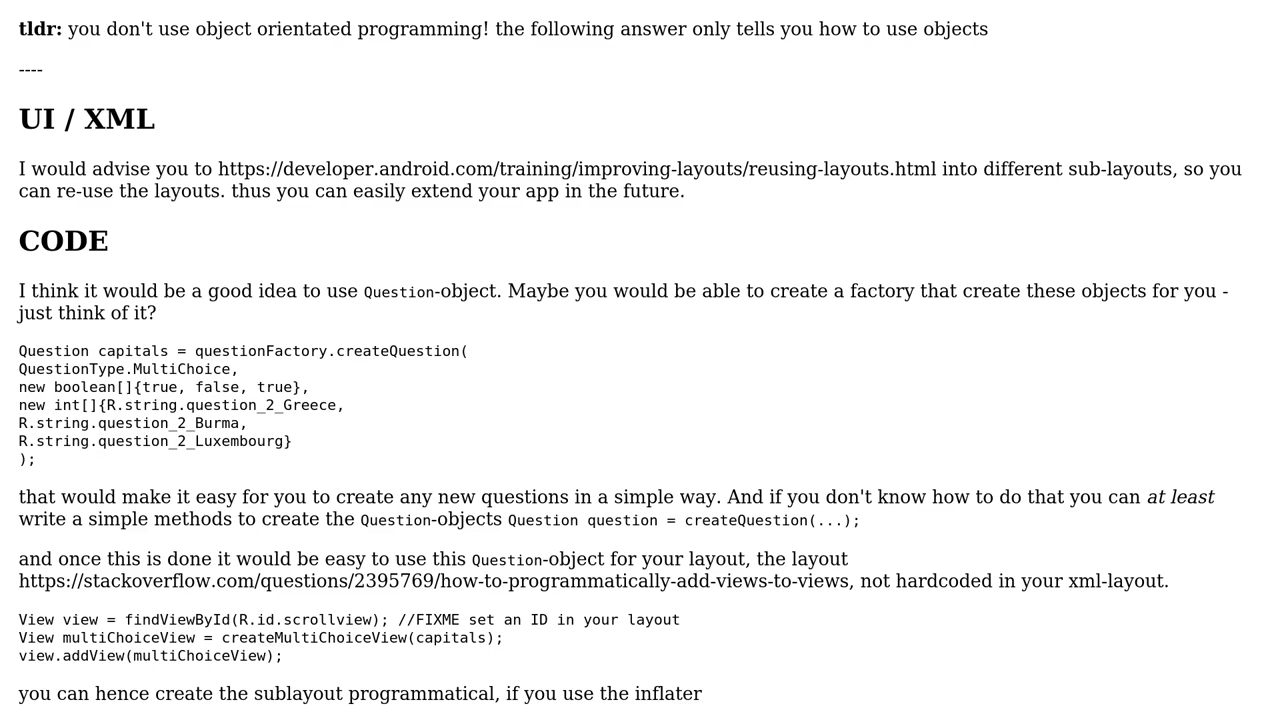 tldr: you don't use object orientated programming! the following answer only tells you how to use objects
----
UI / XML
I would advise you to https://developer.android.com/training/improving-layouts/reusing-layouts.html into different sub-layouts, so you
can re-use the layouts. thus you can easily extend your app in the future.
CODE
I think it would be a good idea to use Question-object. Maybe you would be able to create a factory that create these objects for you -
just think of it?
Question capitals = questionFactory.createQuestion(
QuestionType.MultiChoice,
new boolean[]{true, false, true},
new int[]{R.string.question_2_Greece,
R.string.question_2_Burma,
R.string.question_2_Luxembourg}
);
that would make it easy for you to create any new questions in a simple way. And if you don't know how to do that you can at least
write a simple methods to create the Question-objects Question question = createQuestion(...);
and once this is done it would be easy to use this Question-object for your layout, the layout
https://stackoverflow.com/questions/2395769/how-to-programmatically-add-views-to-views, not hardcoded in your xml-layout.
View view = findViewById(R.id.scrollview); //FIXME set an ID in your layout
View multiChoiceView = createMultiChoiceView(capitals);
view.addView(multiChoiceView);
you can hence create the sublayout programmatical, if you use the inflater